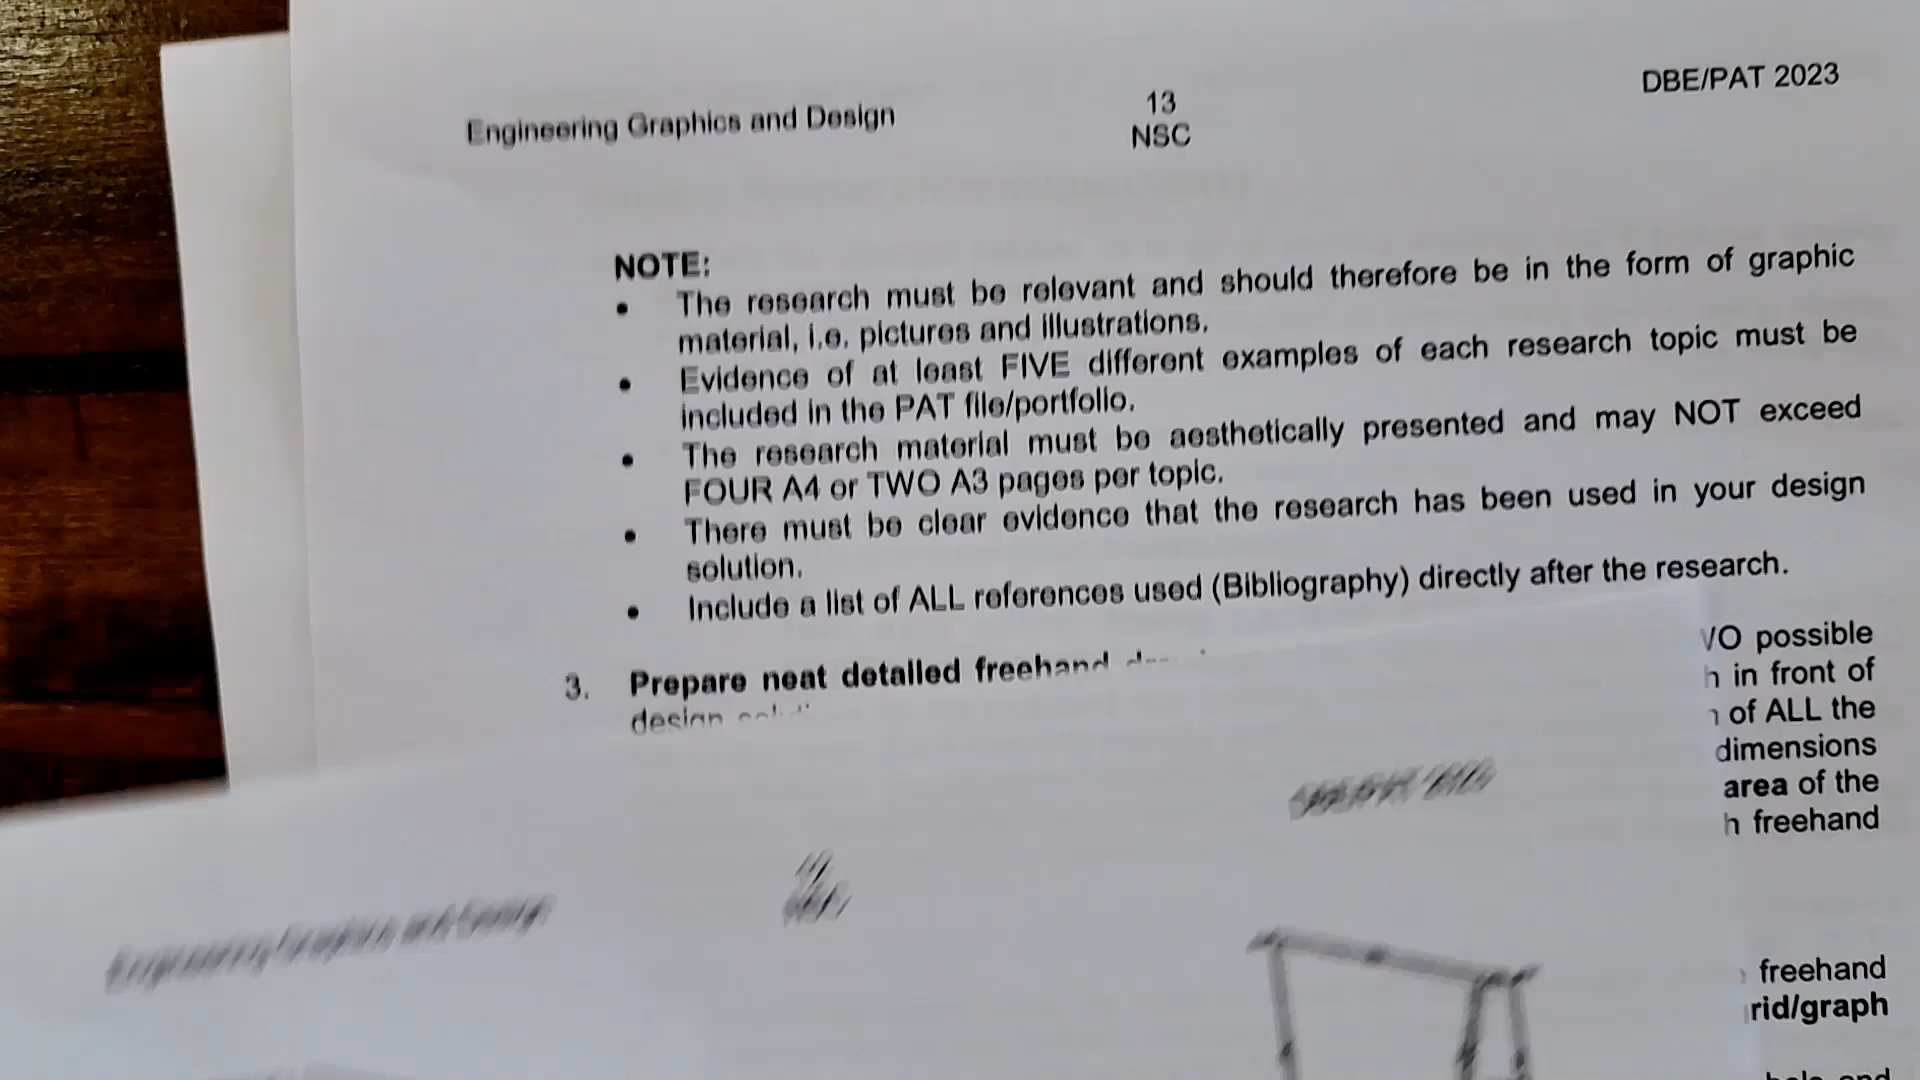 Engineering Graphics and Design
13
NSC
DBE/PAT 2023
NOTE:
• The research must be relevant and should therefore be in the form of graphic
material, i.e. pictures and illustrations.
• Evidence of at least FIVE different examples of each research topic must be
included in the PAT file/portfolio.
• The research material must be aesthetically presented and may NOT exceed
FOUR A4 or TWO A3 pages per topic.
• There must be clear evidence that the research has been used in your design
solution.
• Include a list of ALL references used (Bibliography) directly after the research.
3. Prepare neat detailed freehand
possible
design
in front of
of ALL the
dimensions
area of the
freehand
freehand
rid/graph
and